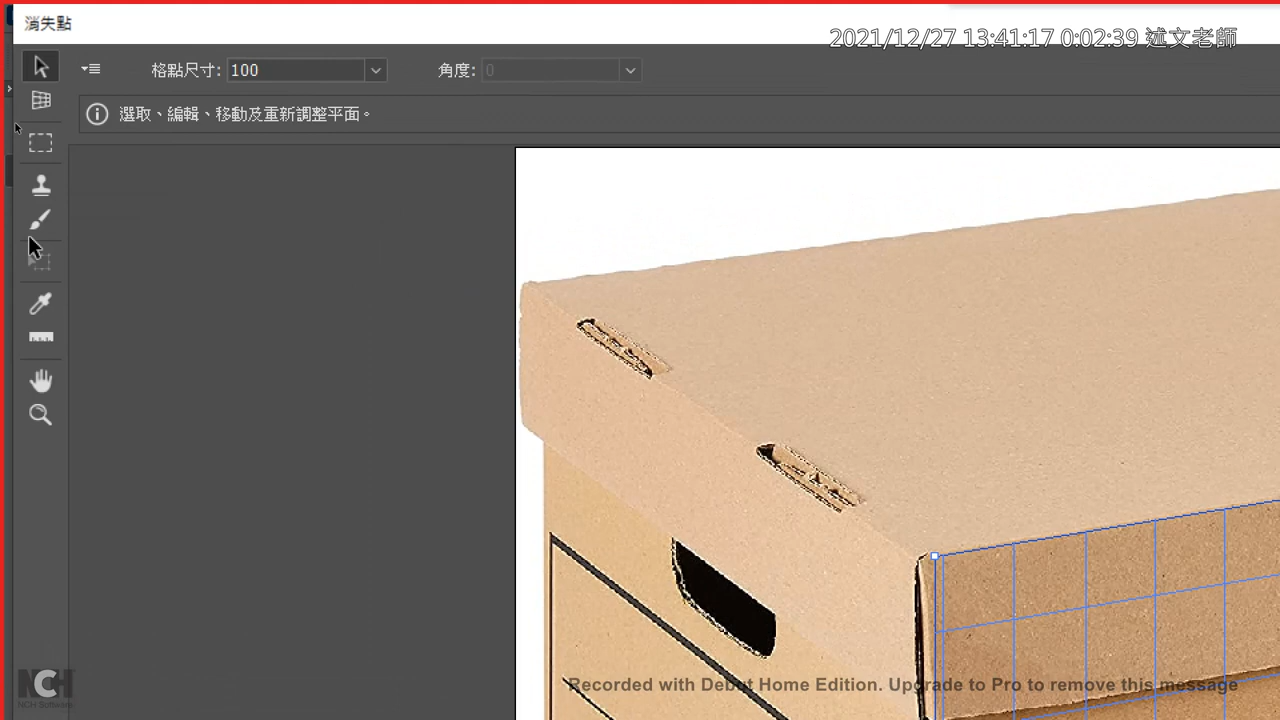 消失點
2021/12/27 13:41:17 0:02:39 述文老師
格點尺寸: 100
角度: 0
選取、編輯、移動及重新調整平面。
Recorded with Debut Home Edition. Upgrade to Pro to remove this message
NCH
NCH Software